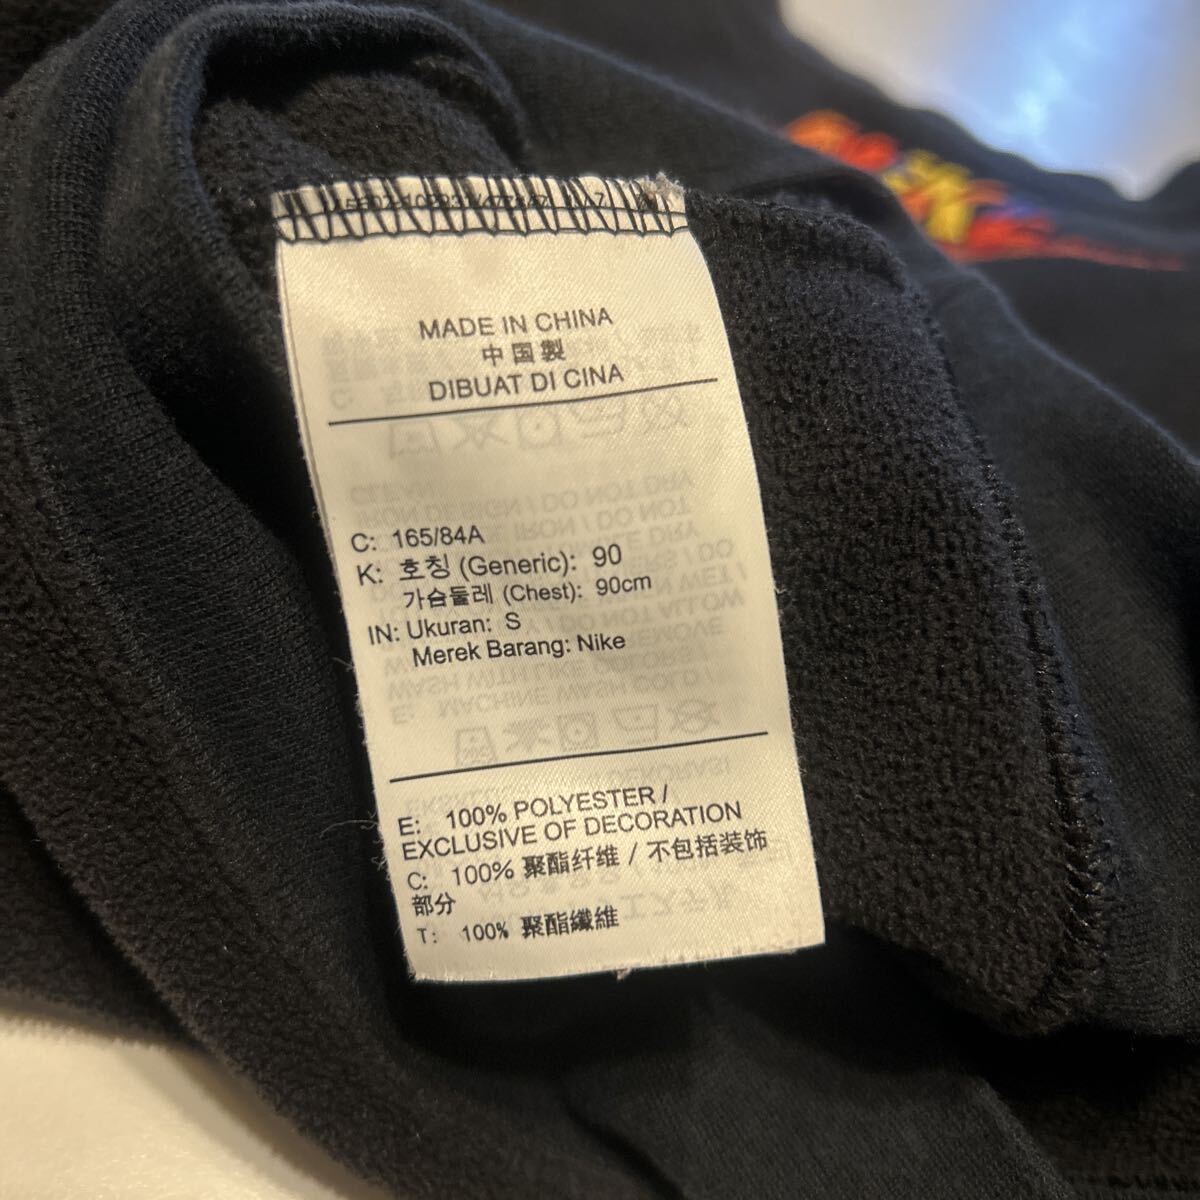 MADE IN CHINA
中国製
DIBUAT DI CINA
C: 165/84A
K: 호칭 (Generic): 90
가슴둘레 (Chest): 90cm
IN: Ukuran: S
Merek Barang: Nike
E: 100% POLYESTER /
EXCLUSIVE OF DECORATION
C: 100% 聚酯纤维 / 不包括装饰
部分
T: 100% 聚酯纖維